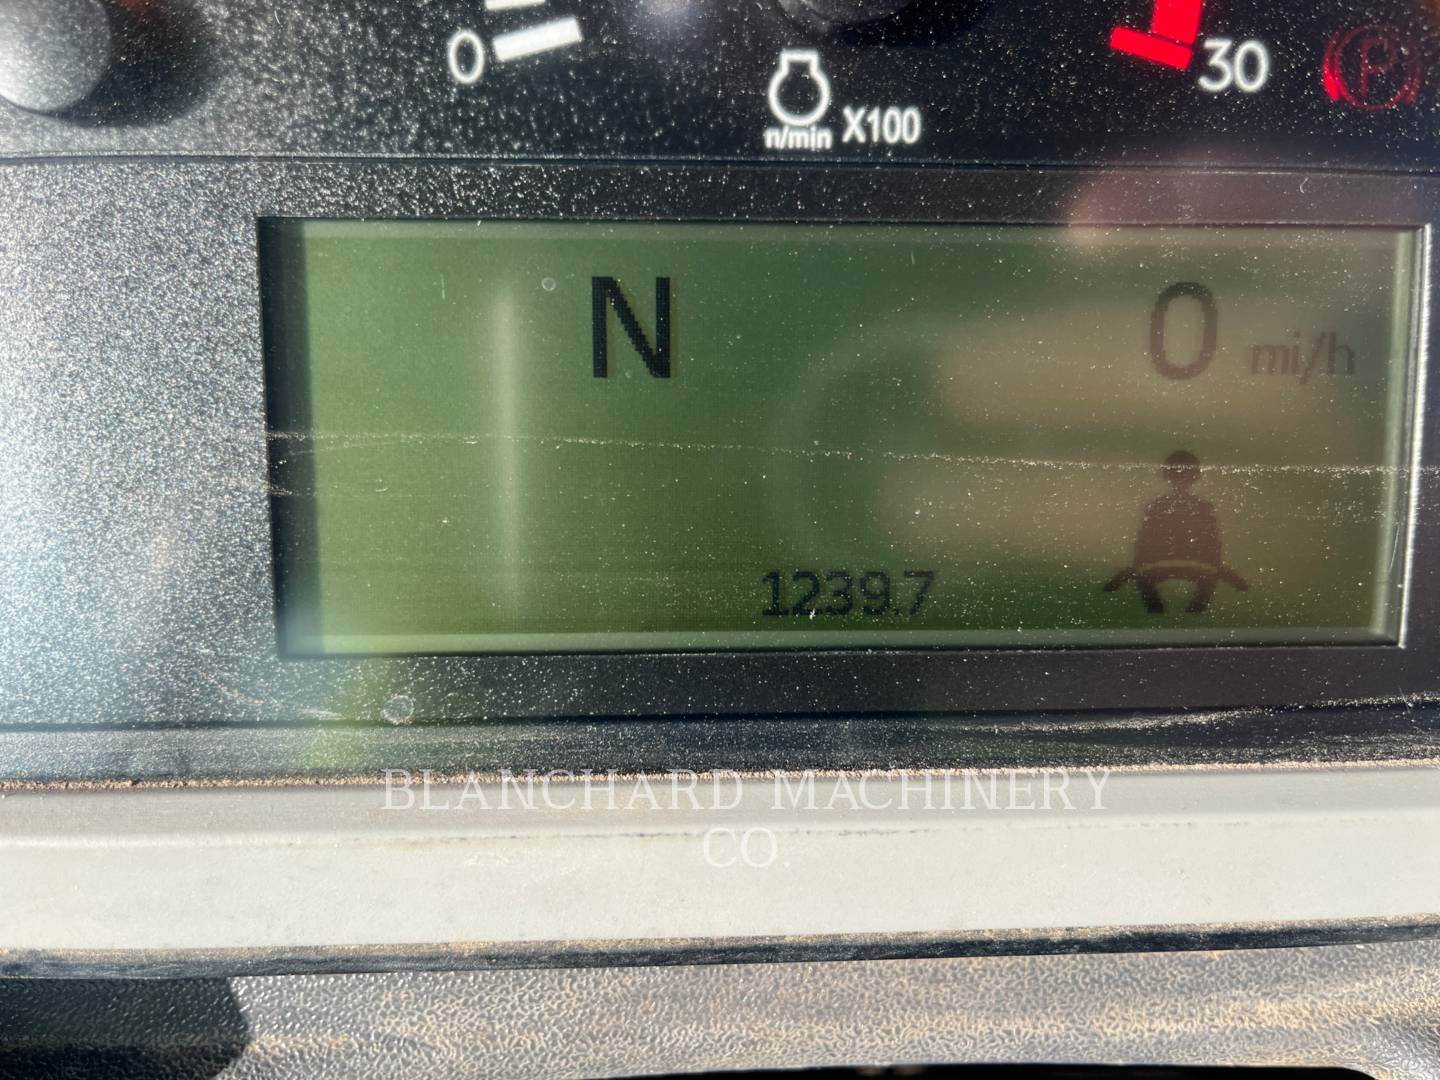 0
30
P
n/min X100
N
0 mi/h
1239.7
BLANCHARD MACHINERY
CO.